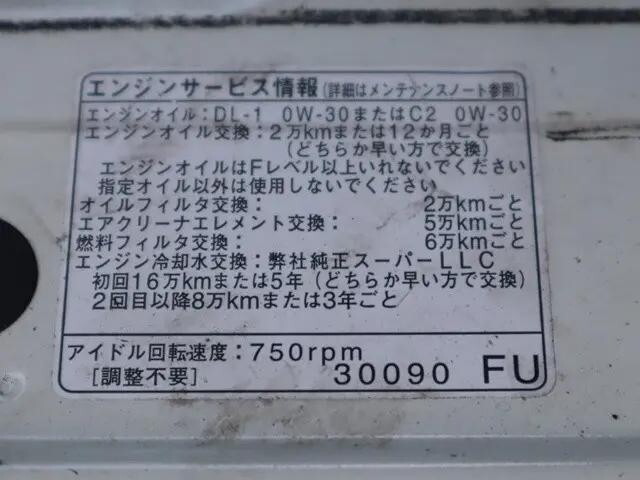 エンジンサービス情報(詳細はメンテナンスノート参照)
エンジンオイル:DL-1 0W-30またはC2 0W-30
エンジンオイル交換:2万kmまたは12か月ごと
(どちらか早い方で交換)
エンジンオイルはFレベル以上いれないでください
指定オイル以外は使用しないでください
オイルフィルタ交換: 2万kmごと
エアクリーナエレメント交換: 5万kmごと
燃料フィルタ交換: 6万kmごと
エンジン冷却水交換:弊社純正スーパーLLC
初回16万kmまたは5年(どちらか早い方で交換)
2回目以降8万kmまたは3年ごと
アイドル回転速度:750rpm
[調整不要] 30090 FU